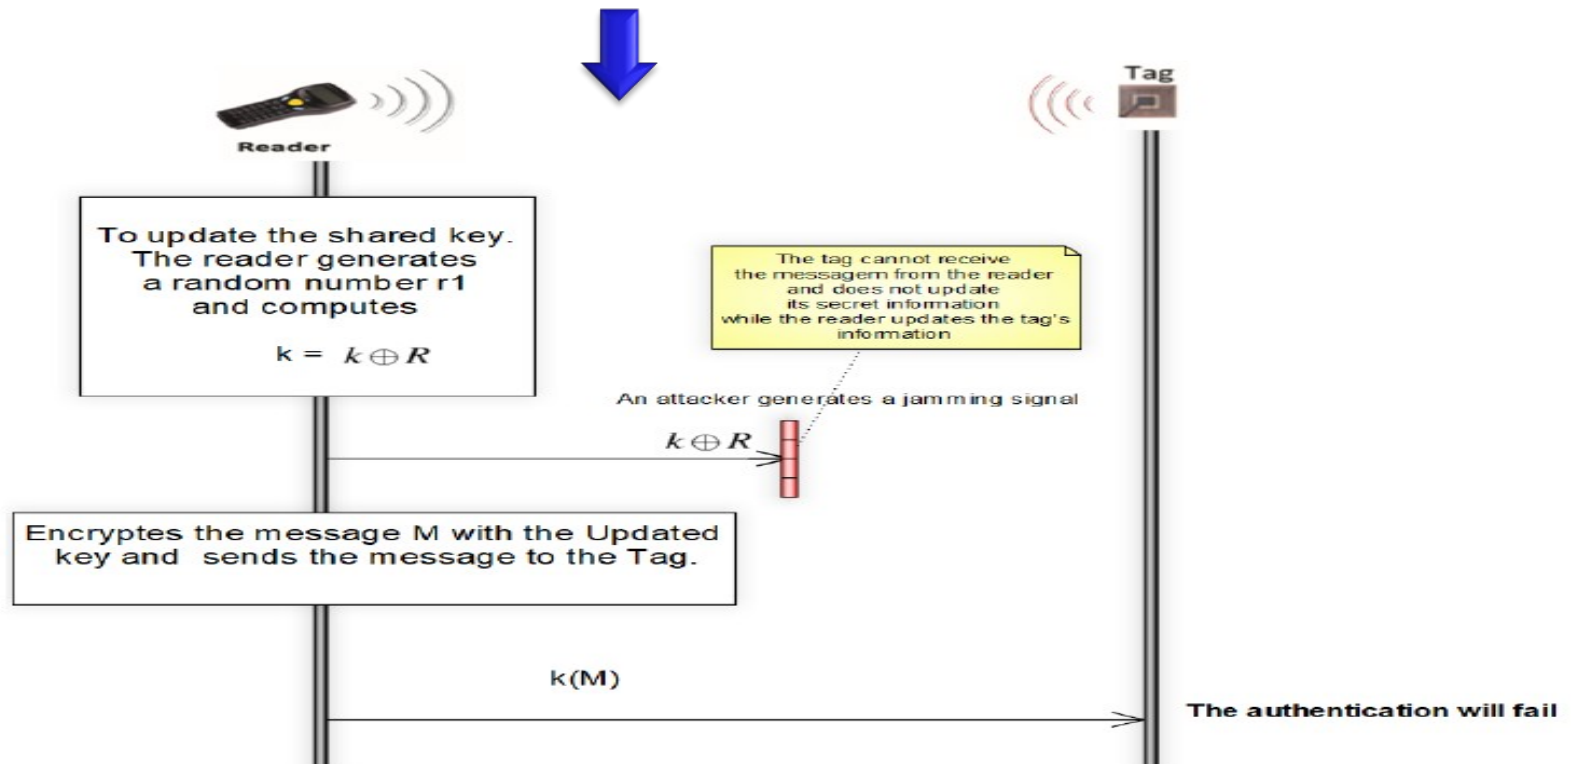 Tag
Reader
To update the shared key.
The reader generates
a random number r1
and computes
k = k ⊕ R
The tag cannot receive
the messagem from the reader
and does not update
its secret information
while the reader updates the tag's
information
An attacker generates a jamming signal
k ⊕ R
Encryptes the message M with the Updated
key and sends the message to the Tag.
k(M)
The authentication will fail